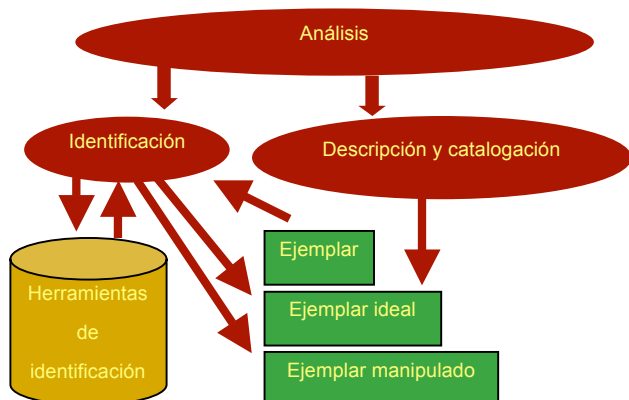 Análisis
Identificación
Descripción y catalogación
Ejemplar
Herramientas
de
identificación
Ejemplar ideal
Ejemplar manipulado